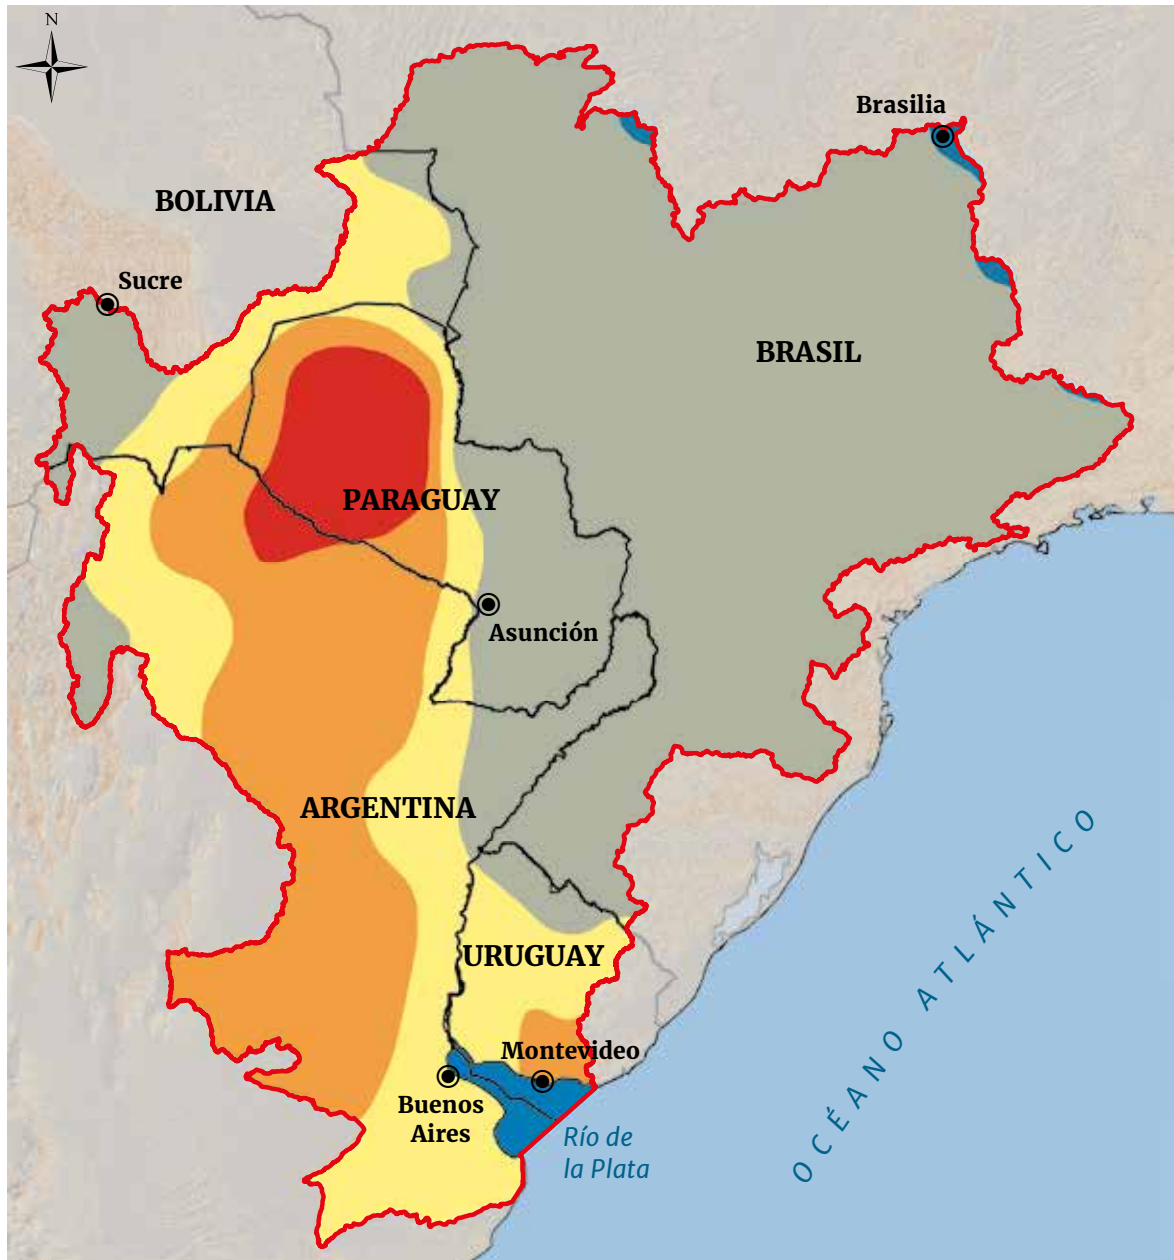 N
Brasilia
BOLIVIA
Sucre
BRASIL
PARAGUAY
Asunción
ARGENTINA
URUGUAY
Montevideo
Buenos
Aires
Río de
la Plata
OCÉANO ATLÁNTICO